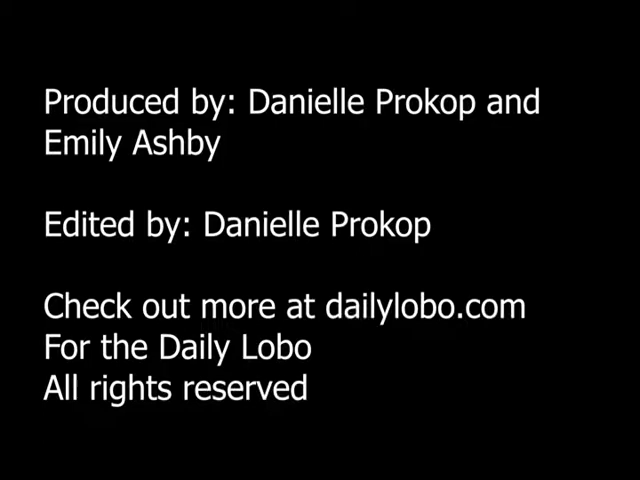 Produced by: Danielle Prokop and
Emily Ashby
Edited by: Danielle Prokop
Check out more at dailylobo.com
For the Daily Lobo
All rights reserved